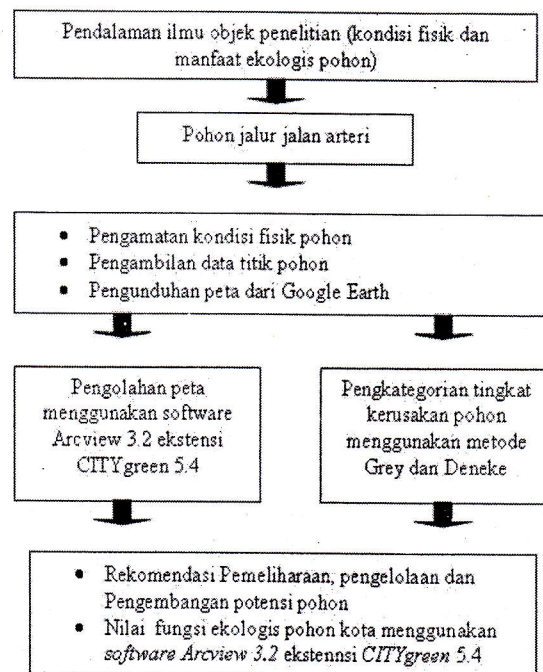 Pendalaman ilmu objek penelitian (kondisi fisik dan
manfaat ekologis pohon)
Pohon jalur jalan arteri
• Pengamatan kondisi fisik pohon
• Pengambilan data titik pohon
• Pengunduhan peta dari Google Earth
Pengolahan peta
menggunakan software
Arcview 3.2 ekstensi
CITYgreen 5.4
Pengkategorian tingkat
kerusakan pohon
menggunakan metode
Grey dan Deneke
• Rekomendasi Pemeliharaan, pengelolaan dan
Pengembangan potensi pohon
• Nilai fungsi ekologis pohon kota menggunakan
software Arcview 3.2 ekstennsi CITYgreen 5.4